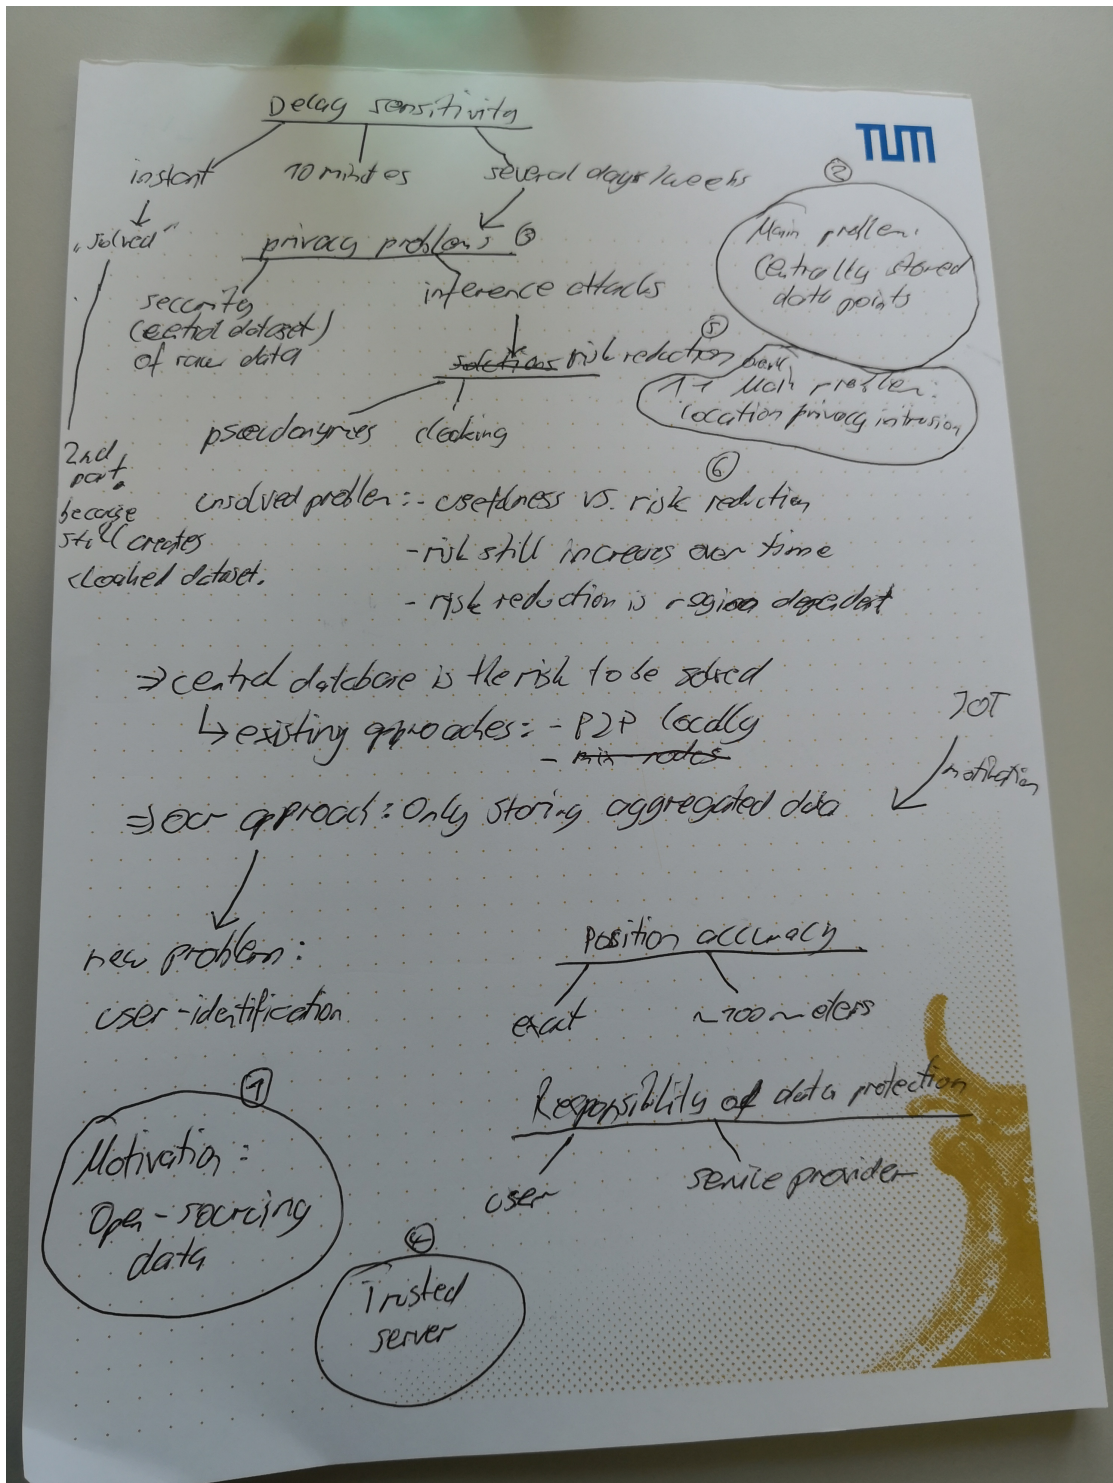 Delay sensitivity
TUM
instant 10 minutes several days/weeks
②
"solved" privacy problems ③
Main problem:
Centrally stored
data points
security
(central dataset)
of raw data
inference attacks
⑤
solutions risk reduction
1+ Main problem:
location privacy intrusion
pseudonymes cloaking
2nd
part,
because
still creates
cloaked dataset.
⑥
unsolved problem: - usefulness vs. risk reduction
- risk still increases over time
- risk reduction is region dependent
⇒ central database is the risk to be solved
↳ existing approaches: - P2P locally
- mix-nodes
IOT
motivation
⇒ our approach: Only storing aggregated data
new problem:
user-identification
Position accuracy
exact ~100 meters
Responsiblity of data protection
user service provider
①
Motivation:
Open-sourcing
data
④
Trusted
server